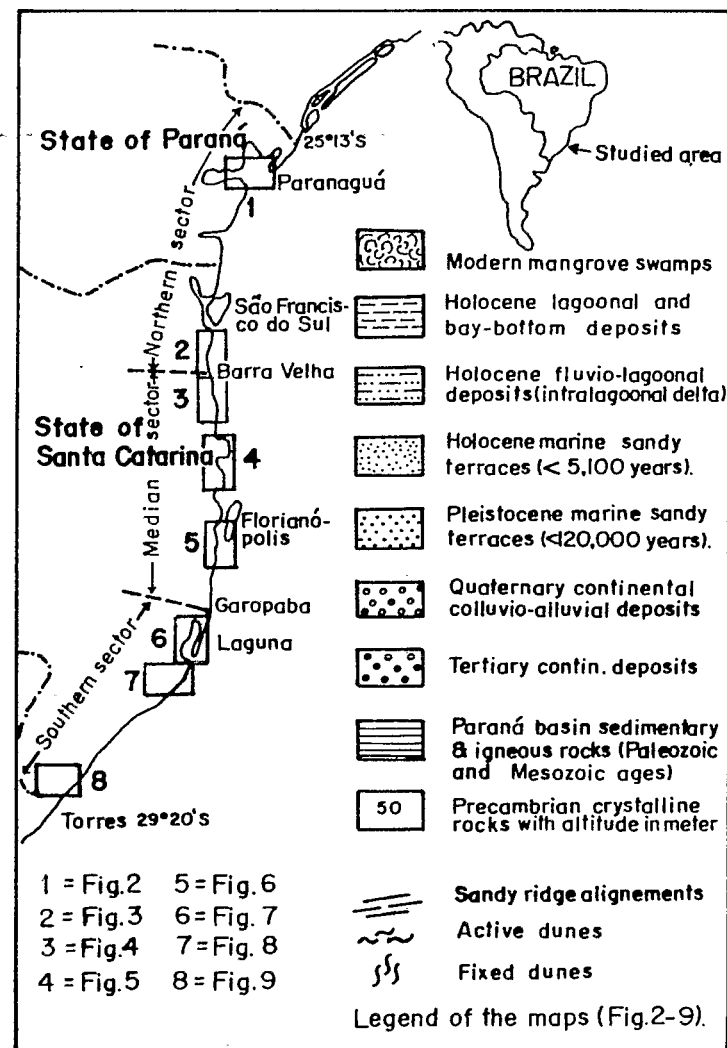 BRAZIL
Studied area
State of Paraná
25°13'S
Paranaguá
1
Northern sector
São Francis-
co do Sul
2
Barra Velha
3
State of
Santa Catarina
4
Median sector
Florianó-
polis
5
Garopaba
6
Laguna
7
Southern sector
8
Torres 29°20'S
1 = Fig.2
2 = Fig.3
3 = Fig.4
4 = Fig.5
5 = Fig.6
6 = Fig.7
7 = Fig. 8
8 = Fig.9
Modern mangrove swamps
Holocene lagoonal and
bay-bottom deposits
Holocene fluvio-lagoonal
deposits (intralagoonal delta)
Holocene marine sandy
terraces (< 5,100 years).
Pleistocene marine sandy
terraces (<120,000 years).
Quaternary continental
colluvio-alluvial deposits
Tertiary contin. deposits
Paraná basin sedimentary
& igneous rocks (Paleozoic
and Mesozoic ages)
50
Precambrian crystalline
rocks with altitude in meter
Sandy ridge alignements
Active dunes
Fixed dunes
Legend of the maps (Fig.2-9).